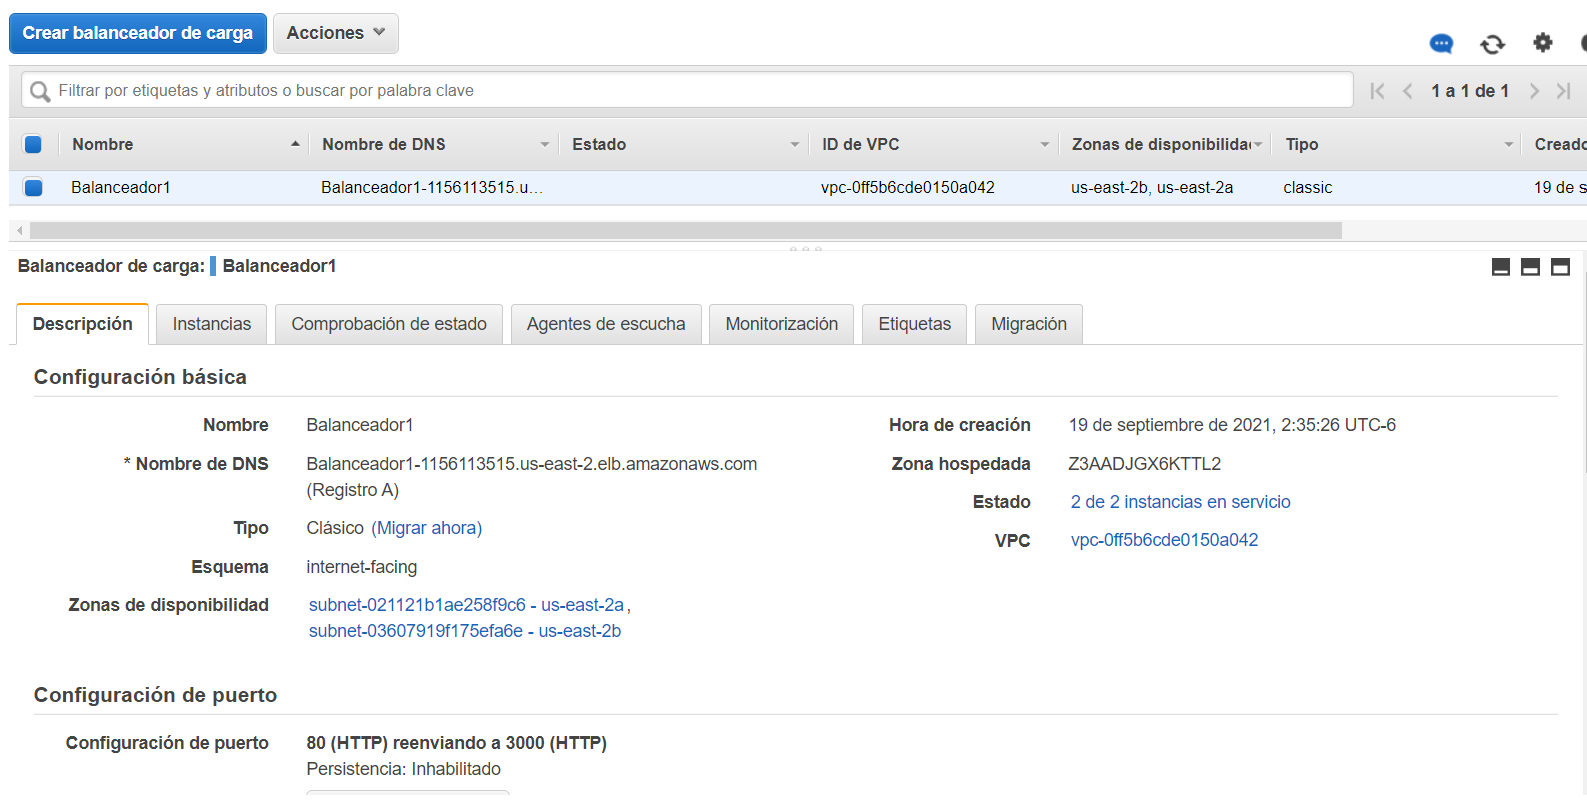 Crear balanceador de carga Acciones
Filtrar por etiquetas y atributos o buscar por palabra clave 1 a 1 de 1
Nombre Nombre de DNS Estado ID de VPC Zonas de disponibilida Tipo Creado
Balanceador1 Balanceador1-1156113515.u... vpc-0ff5b6cde0150a042 us-east-2b, us-east-2a classic 19 de s
Balanceador de carga: Balanceador1
Descripción Instancias Comprobación de estado Agentes de escucha Monitorización Etiquetas Migración
Configuración básica
Nombre Balanceador1 Hora de creación 19 de septiembre de 2021, 2:35:26 UTC-6
* Nombre de DNS Balanceador1-1156113515.us-east-2.elb.amazonaws.com Zona hospedada Z3AADJGX6KTTL2
(Registro A)
Estado 2 de 2 instancias en servicio
Tipo Clásico (Migrar ahora)
VPC vpc-0ff5b6cde0150a042
Esquema internet-facing
Zonas de disponibilidad subnet-021121b1ae258f9c6 - us-east-2a,
subnet-03607919f175efa6e - us-east-2b
Configuración de puerto
Configuración de puerto 80 (HTTP) reenviando a 3000 (HTTP)
Persistencia: Inhabilitado